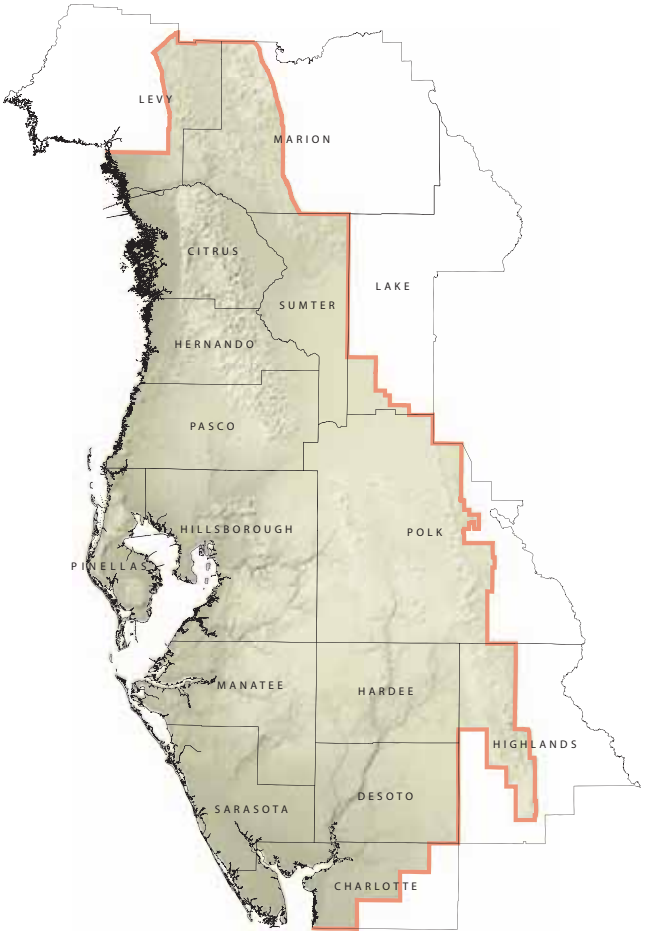 LEVY
MARION
CITRUS
LAKE
SUMTER
HERNANDO
PASCO
HILLSBOROUGH
POLK
PINELLAS
MANATEE
HARDEE
HIGHLANDS
DESOTO
SARASOTA
CHARLOTTE